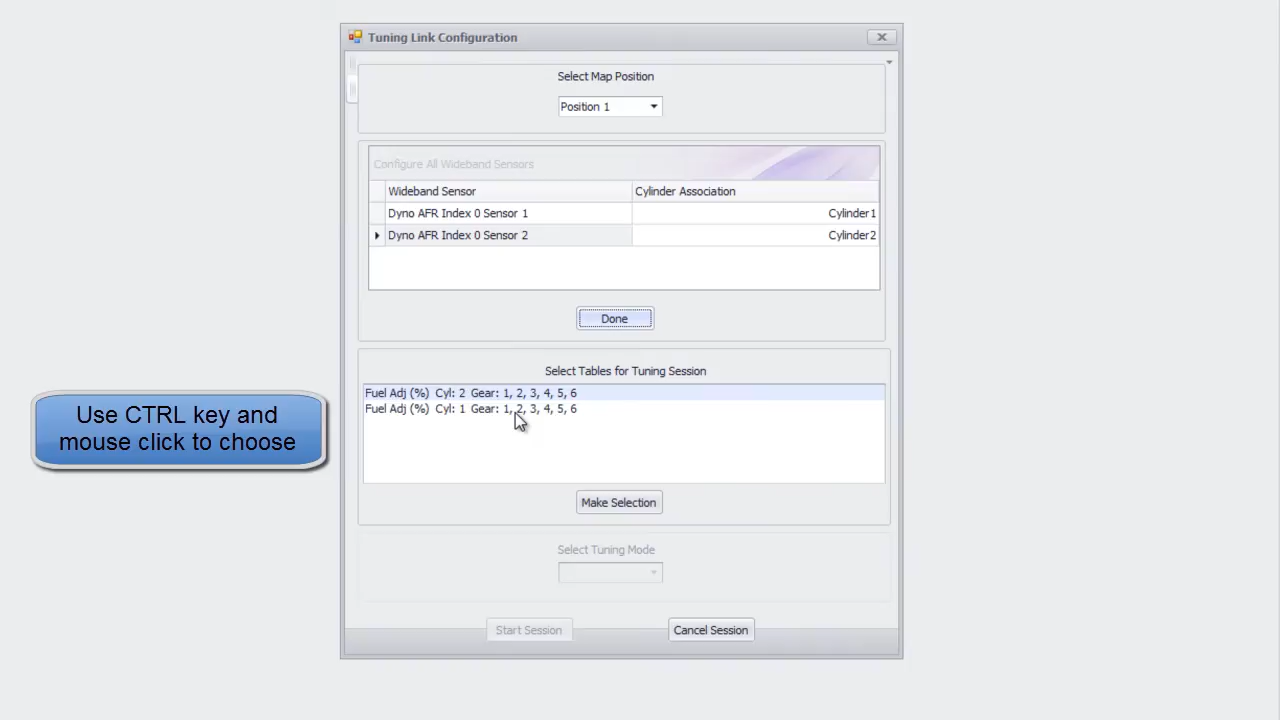 Tuning Link Configuration
Select Map Position
Position 1
Configure All Wideband Sensors
Wideband Sensor Cylinder Association
Dyno AFR Index 0 Sensor 1 Cylinder1
Dyno AFR Index 0 Sensor 2 Cylinder2
Done
Select Tables for Tuning Session
Fuel Adj (%) Cyl: 2 Gear: 1, 2, 3, 4, 5, 6
Fuel Adj (%) Cyl: 1 Gear: 1, 2, 3, 4, 5, 6
Use CTRL key and
mouse click to choose
Make Selection
Select Tuning Mode
Start Session Cancel Session